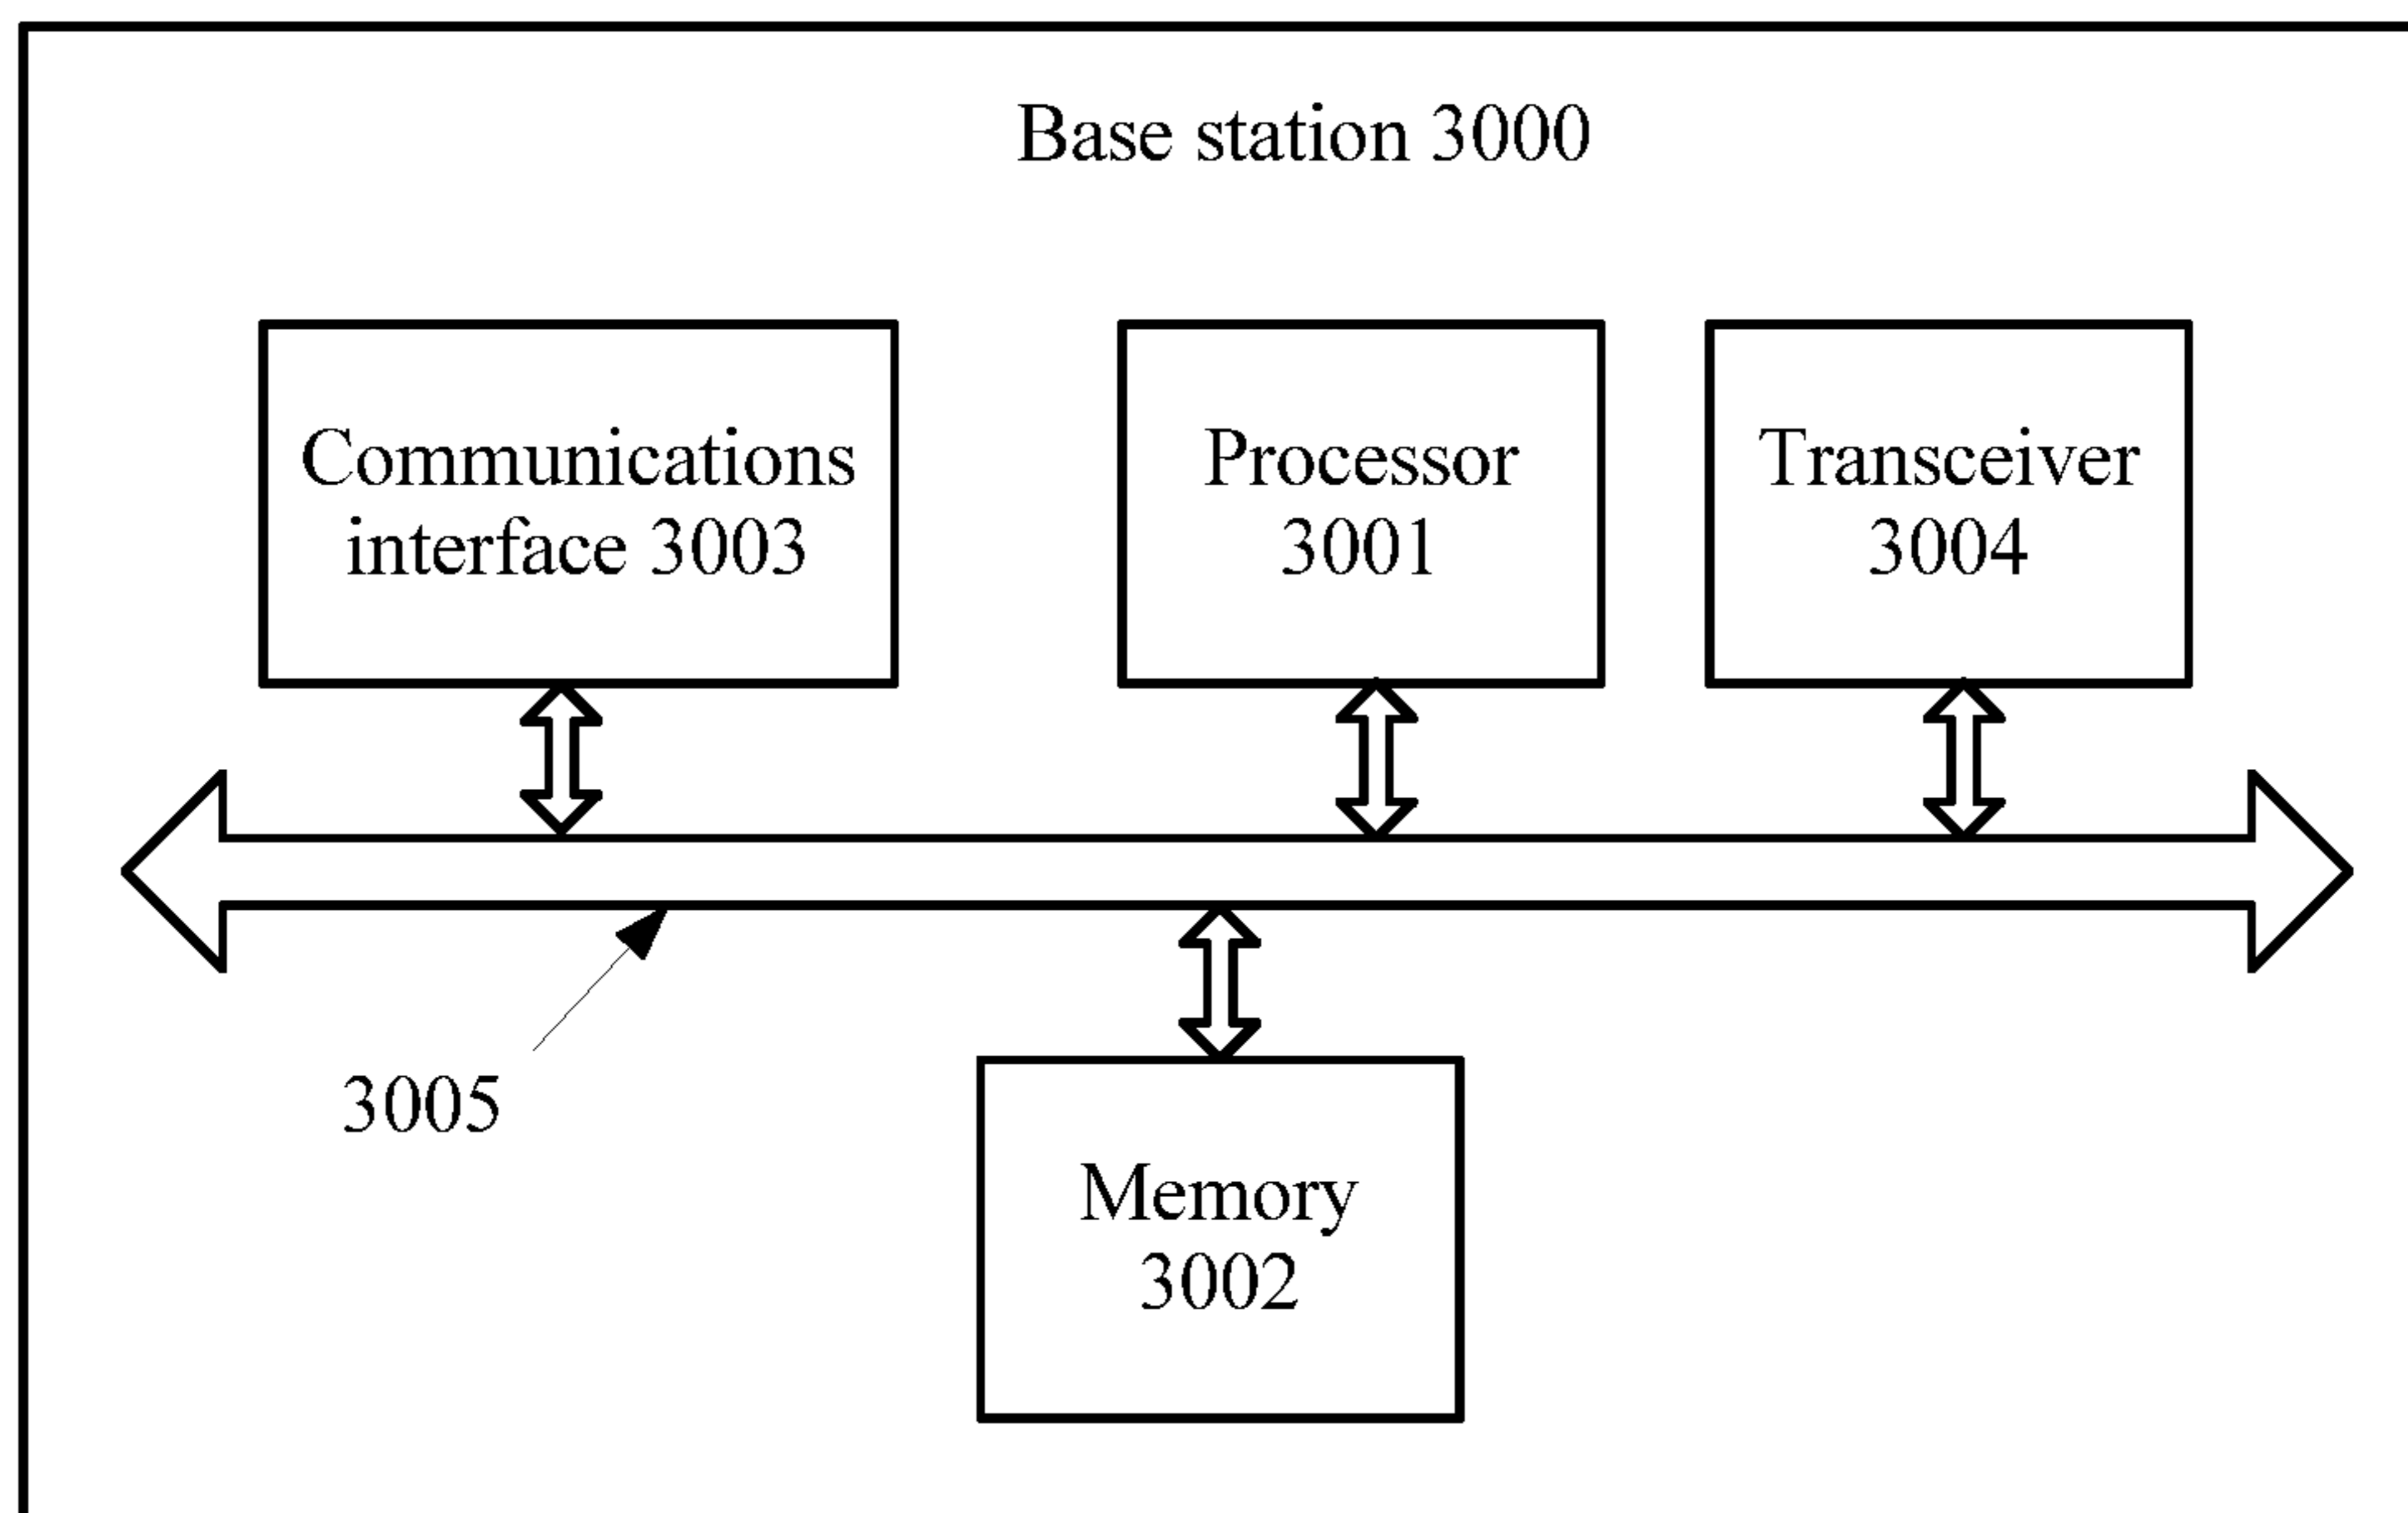 Base station 3000
Communications
interface 3003
Processor
3001
Transceiver
3004
3005
Memory
3002